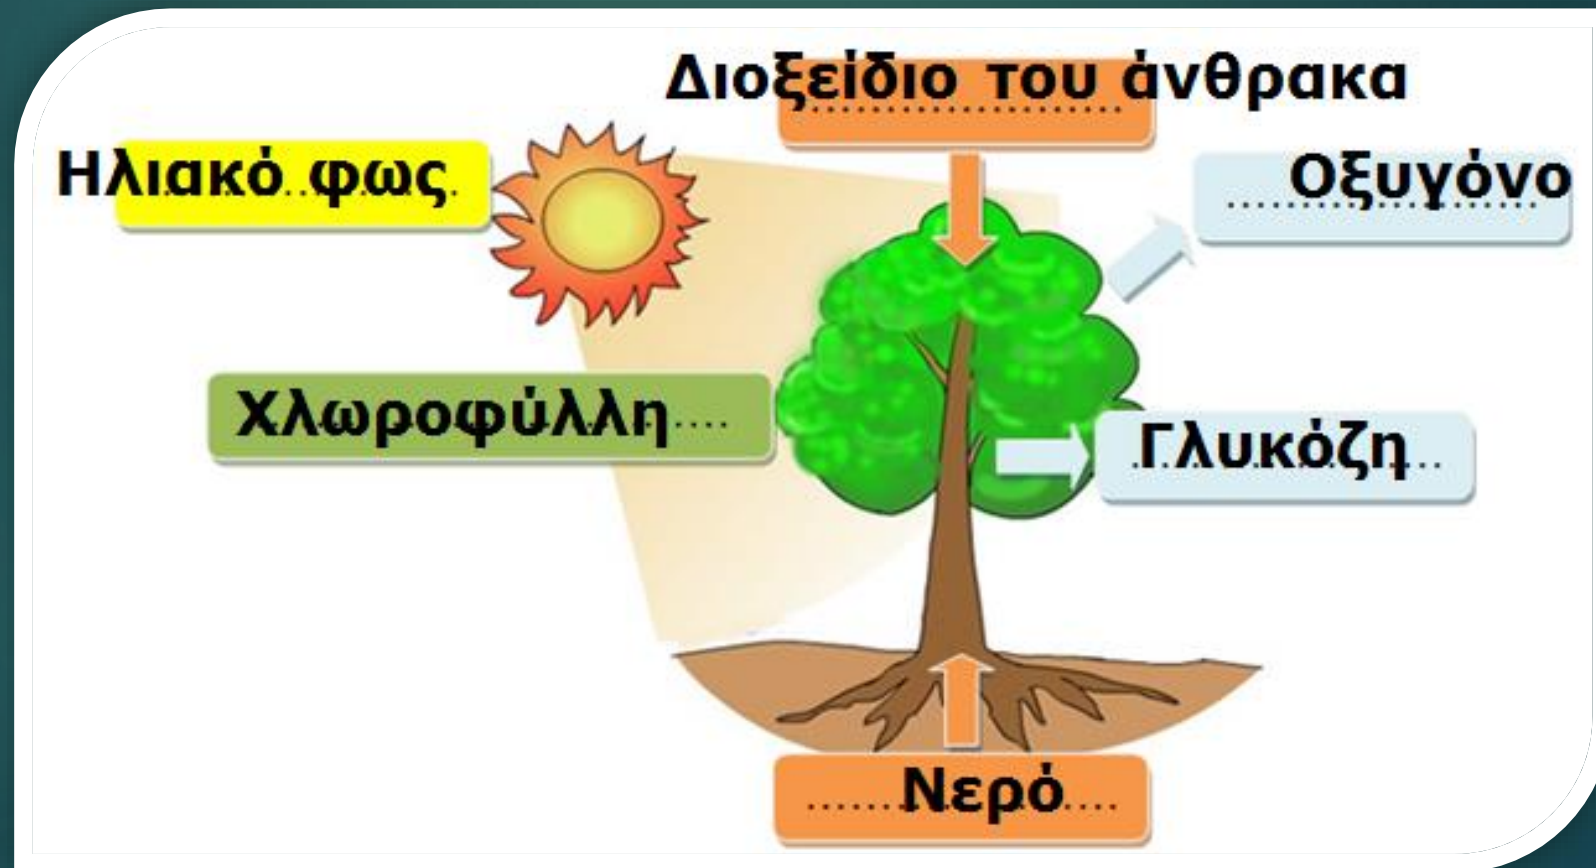 Διοξείδιο του άνθρακα
Ηλιακό φως
Οξυγόνο
Χλωροφύλλη
Γλυκόζη
Νερό